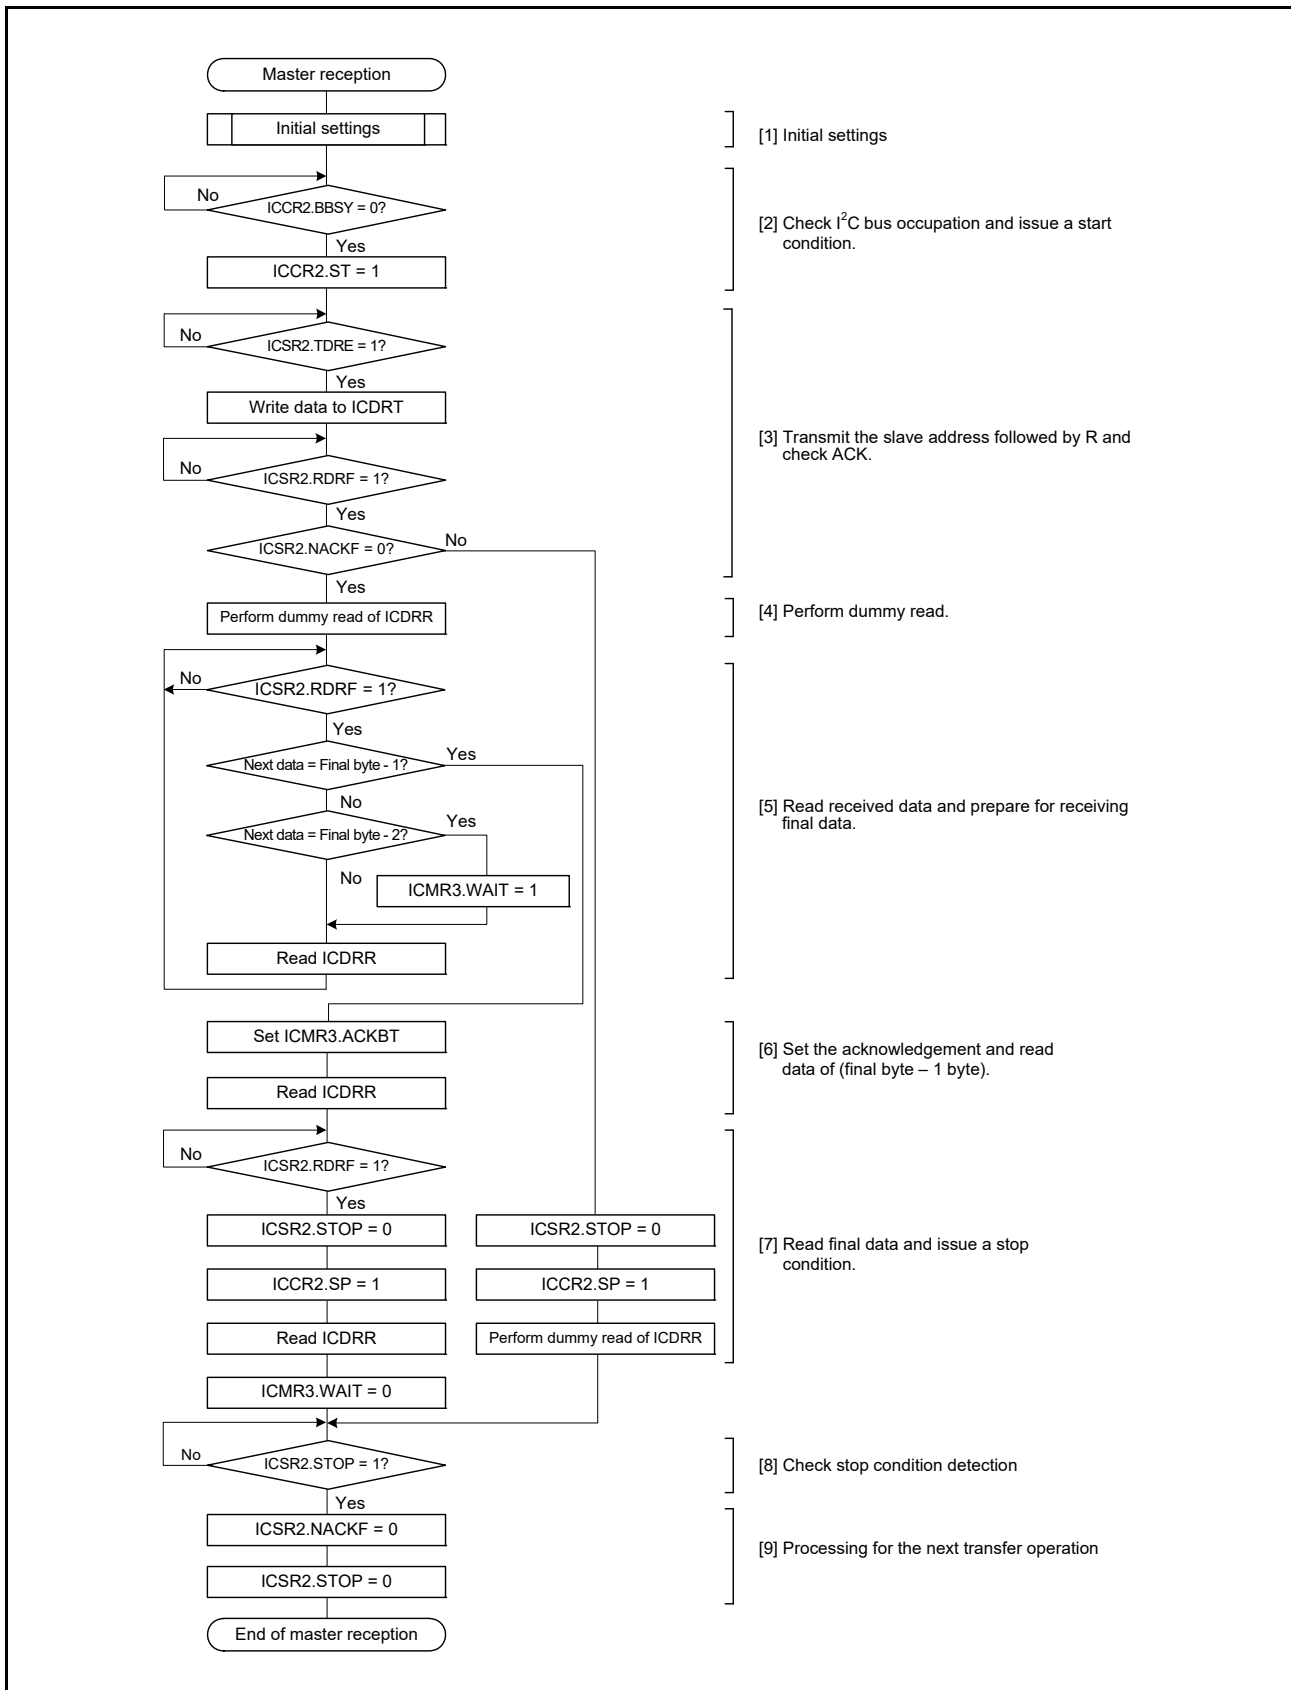 Master reception
Initial settings
[1] Initial settings
No
ICCR2.BBSY = 0?
Yes
ICCR2.ST = 1
[2] Check I²C bus occupation and issue a start
condition.
No
ICSR2.TDRE = 1?
Yes
Write data to ICDRT
No
ICSR2.RDRF = 1?
Yes
ICSR2.NACKF = 0?
No
Yes
[3] Transmit the slave address followed by R and
check ACK.
Perform dummy read of ICDRR
[4] Perform dummy read.
No
ICSR2.RDRF = 1?
Yes
Next data = Final byte - 1?
Yes
No
Next data = Final byte - 2?
Yes
No
ICMR3.WAIT = 1
Read ICDRR
[5] Read received data and prepare for receiving
final data.
Set ICMR3.ACKBT
Read ICDRR
[6] Set the acknowledgement and read
data of (final byte – 1 byte).
No
ICSR2.RDRF = 1?
Yes
ICSR2.STOP = 0
ICSR2.STOP = 0
ICCR2.SP = 1
ICCR2.SP = 1
Read ICDRR
Perform dummy read of ICDRR
[7] Read final data and issue a stop
condition.
ICMR3.WAIT = 0
No
ICSR2.STOP = 1?
Yes
[8] Check stop condition detection
ICSR2.NACKF = 0
ICSR2.STOP = 0
[9] Processing for the next transfer operation
End of master reception